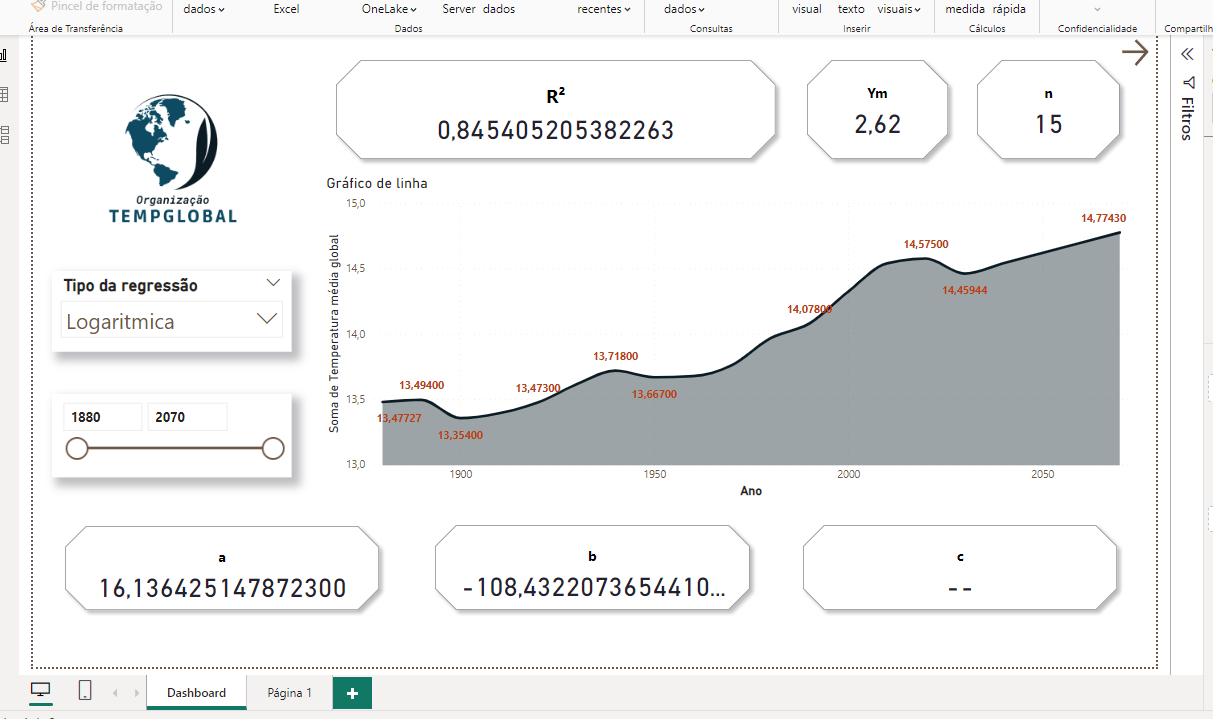 Pincel de formatação
dados
Excel
OneLake
Server
dados
recentes
dados
visual
texto
visuais
medida
rápida
Área de Transferência
Dados
Consultas
Inserir
Cálculos
Confidencialidade
R²
0,845405205382263
Ym
2,62
n
15
Filtros
Organização
TEMPGLOBAL
Gráfico de linha
Soma de Temperatura média global
15,0
14,5
14,0
13,5
13,0
13,47727
13,49400
13,35400
13,47300
13,71800
13,66700
14,07800
14,57500
14,45944
14,77430
1900
1950
2000
2050
Ano
Tipo da regressão
Logaritmica
1880
2070
a
16,136425147872300
b
-108,4322073654410...
c
--
Dashboard
Página 1
+